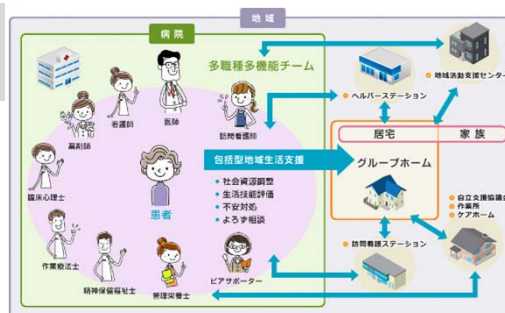 地域
病院
多職種多機能チーム
地域活動支援センター
ヘルパーステーション
医師
看護師
訪問看護師
薬剤師
居宅
家族
包括型地域生活支援
グループホーム
社会資源調整
生活技能評価
不安対処
よろず相談
臨床心理士
患者
自立支援協議会
作業所
ケアホーム
訪問看護ステーション
作業療法士
精神保健福祉士
管理栄養士
ピアサポーター